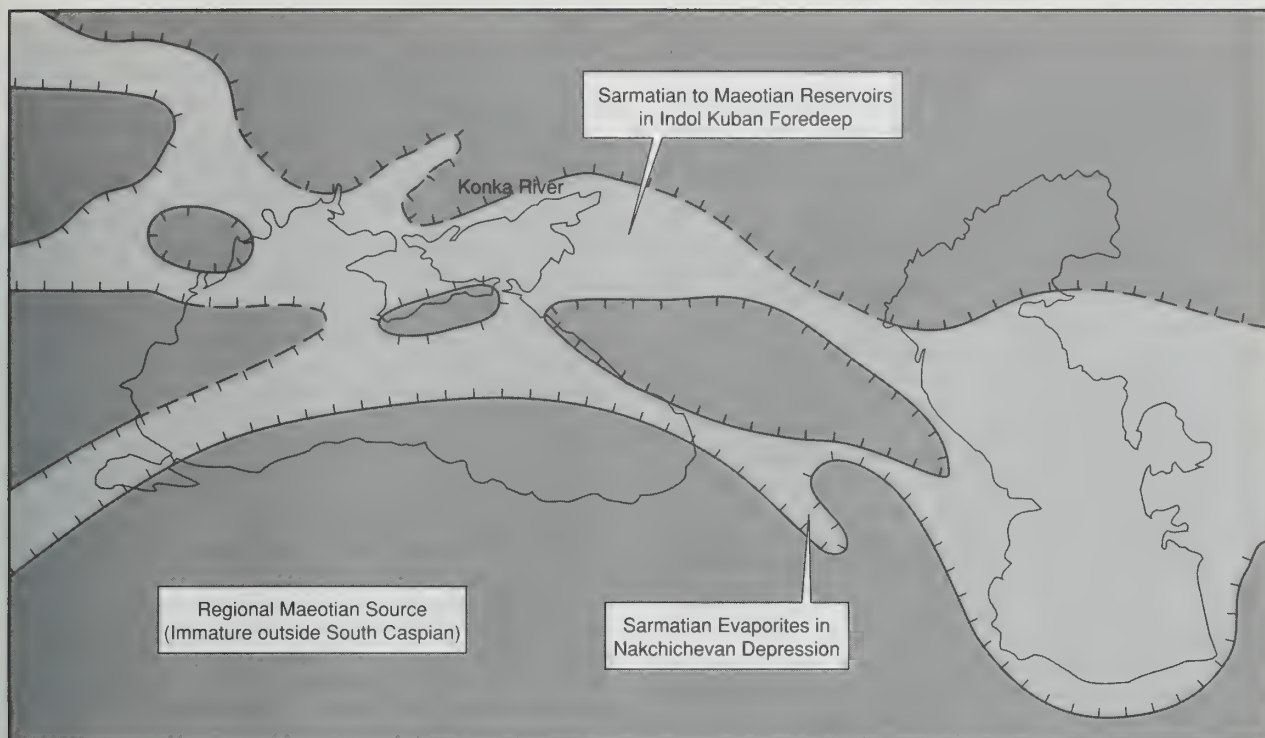 Sarmatian to Maeotian Reservoirs
in Indol Kuban Foredeep
Konka River
Regional Maeotian Source
(Immature outside South Caspian)
Sarmatian Evaporites in
Nakchichevan Depression